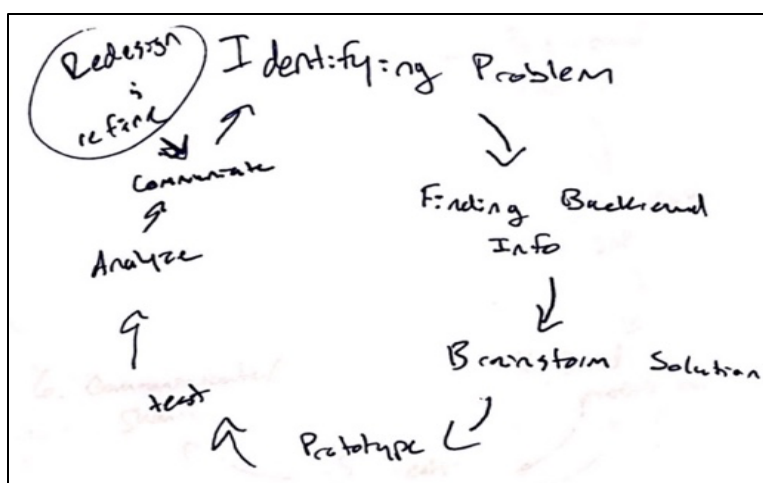 Redesign
&
refine
Identifying Problem
Communicate
Finding Backround
Info
Analyze
Brainstorm Solution
test
Prototype